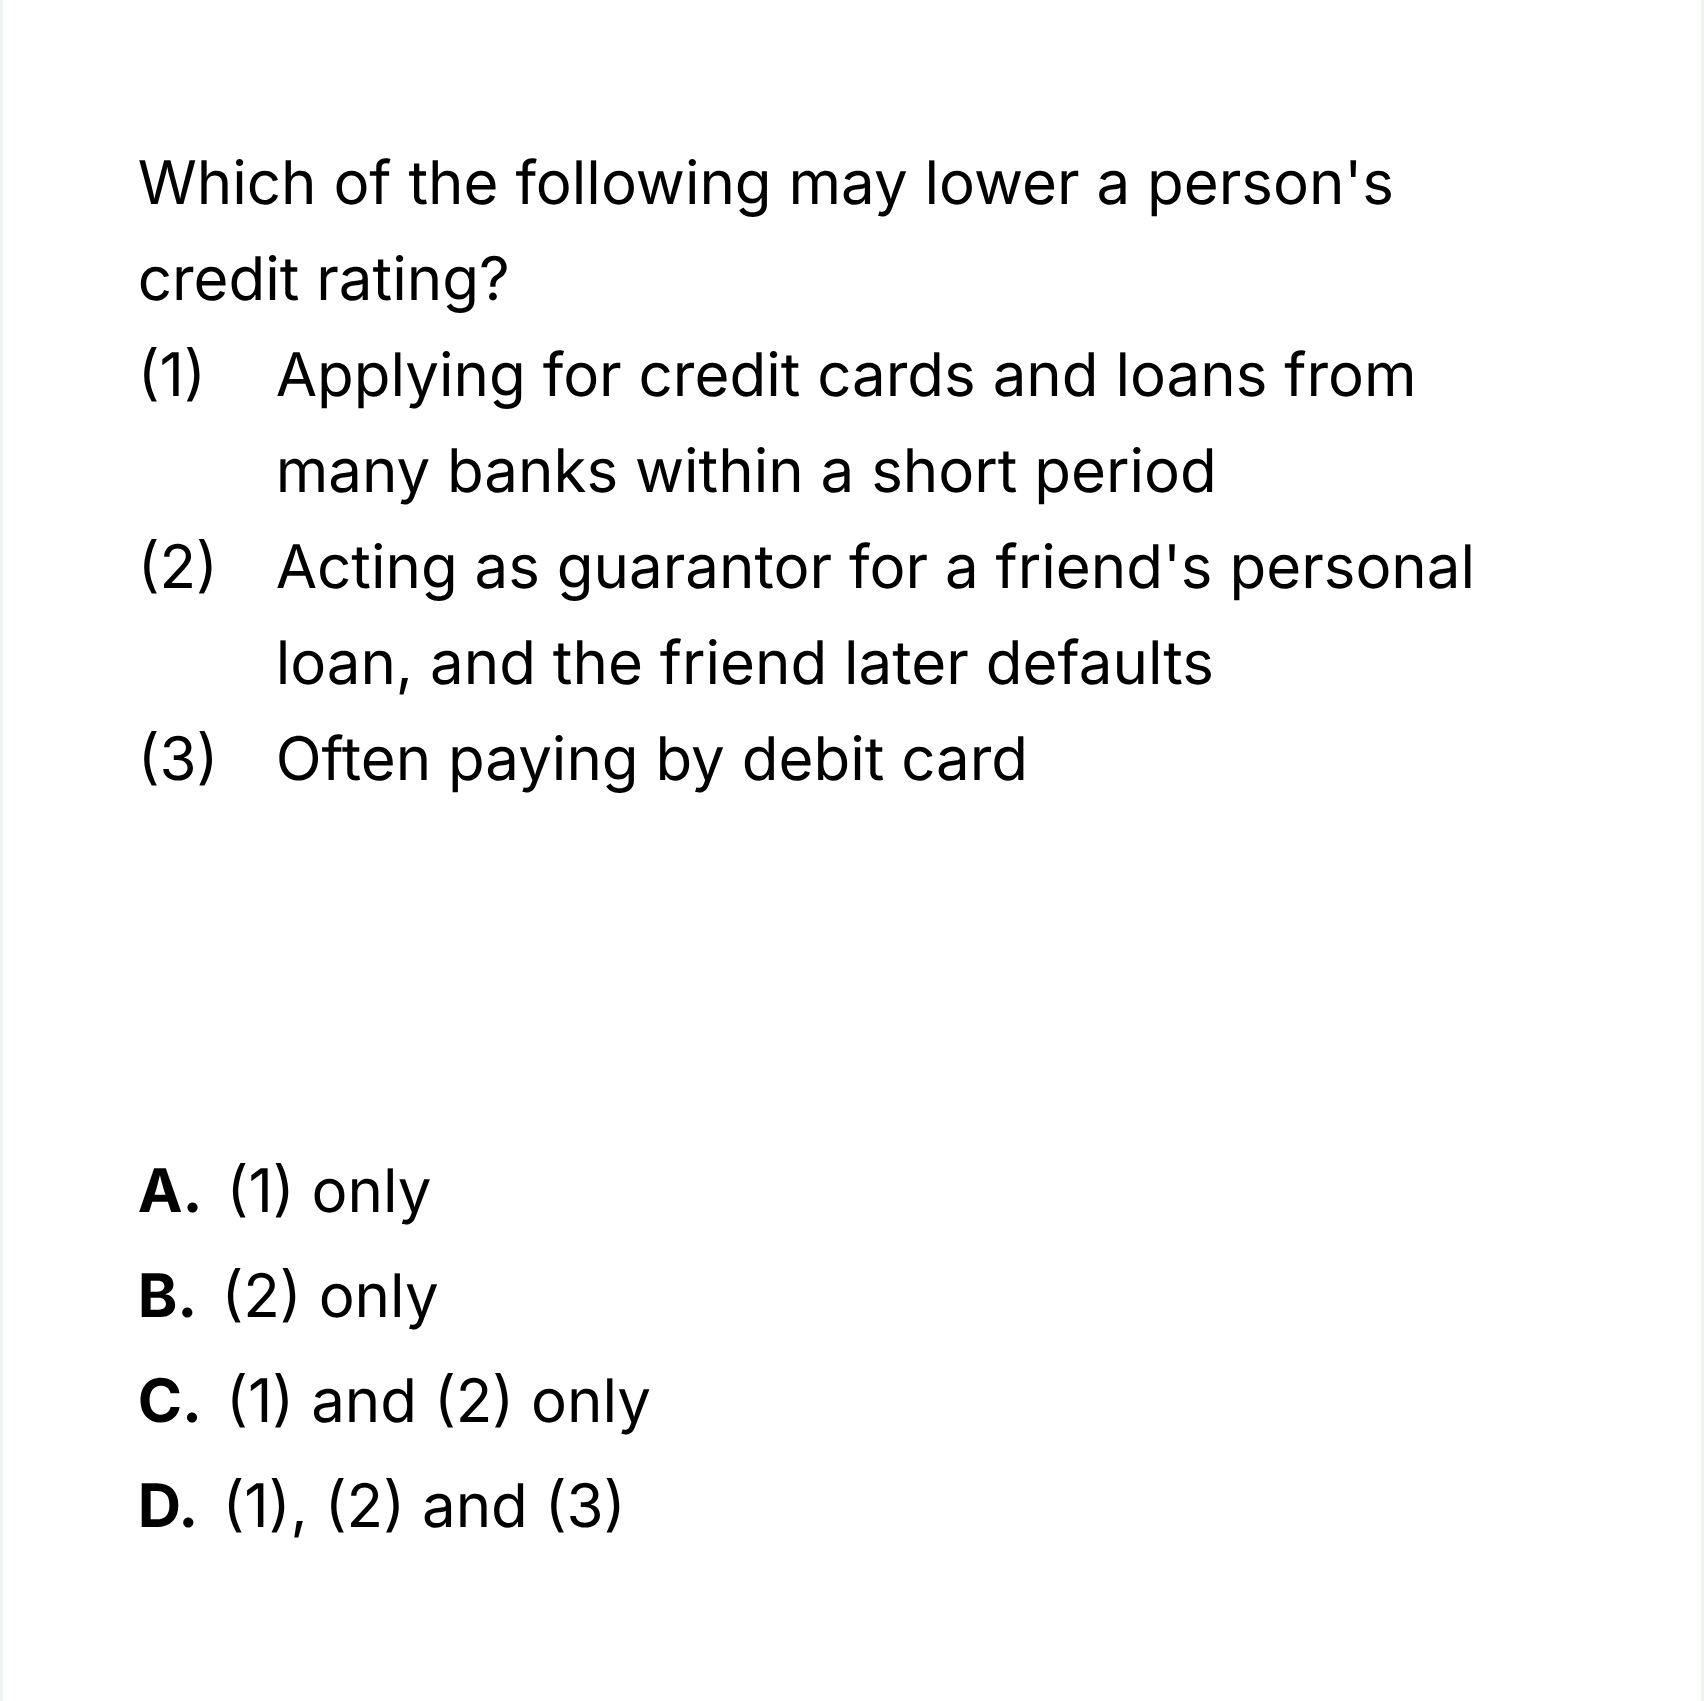 Which of the following may lower a person's
credit rating?
(1) Applying for credit cards and loans from
many banks within a short period
(2) Acting as guarantor for a friend's personal
loan, and the friend later defaults
(3) Often paying by debit card
A. (1) only
B. (2) only
C. (1) and (2) only
D. (1), (2) and (3)